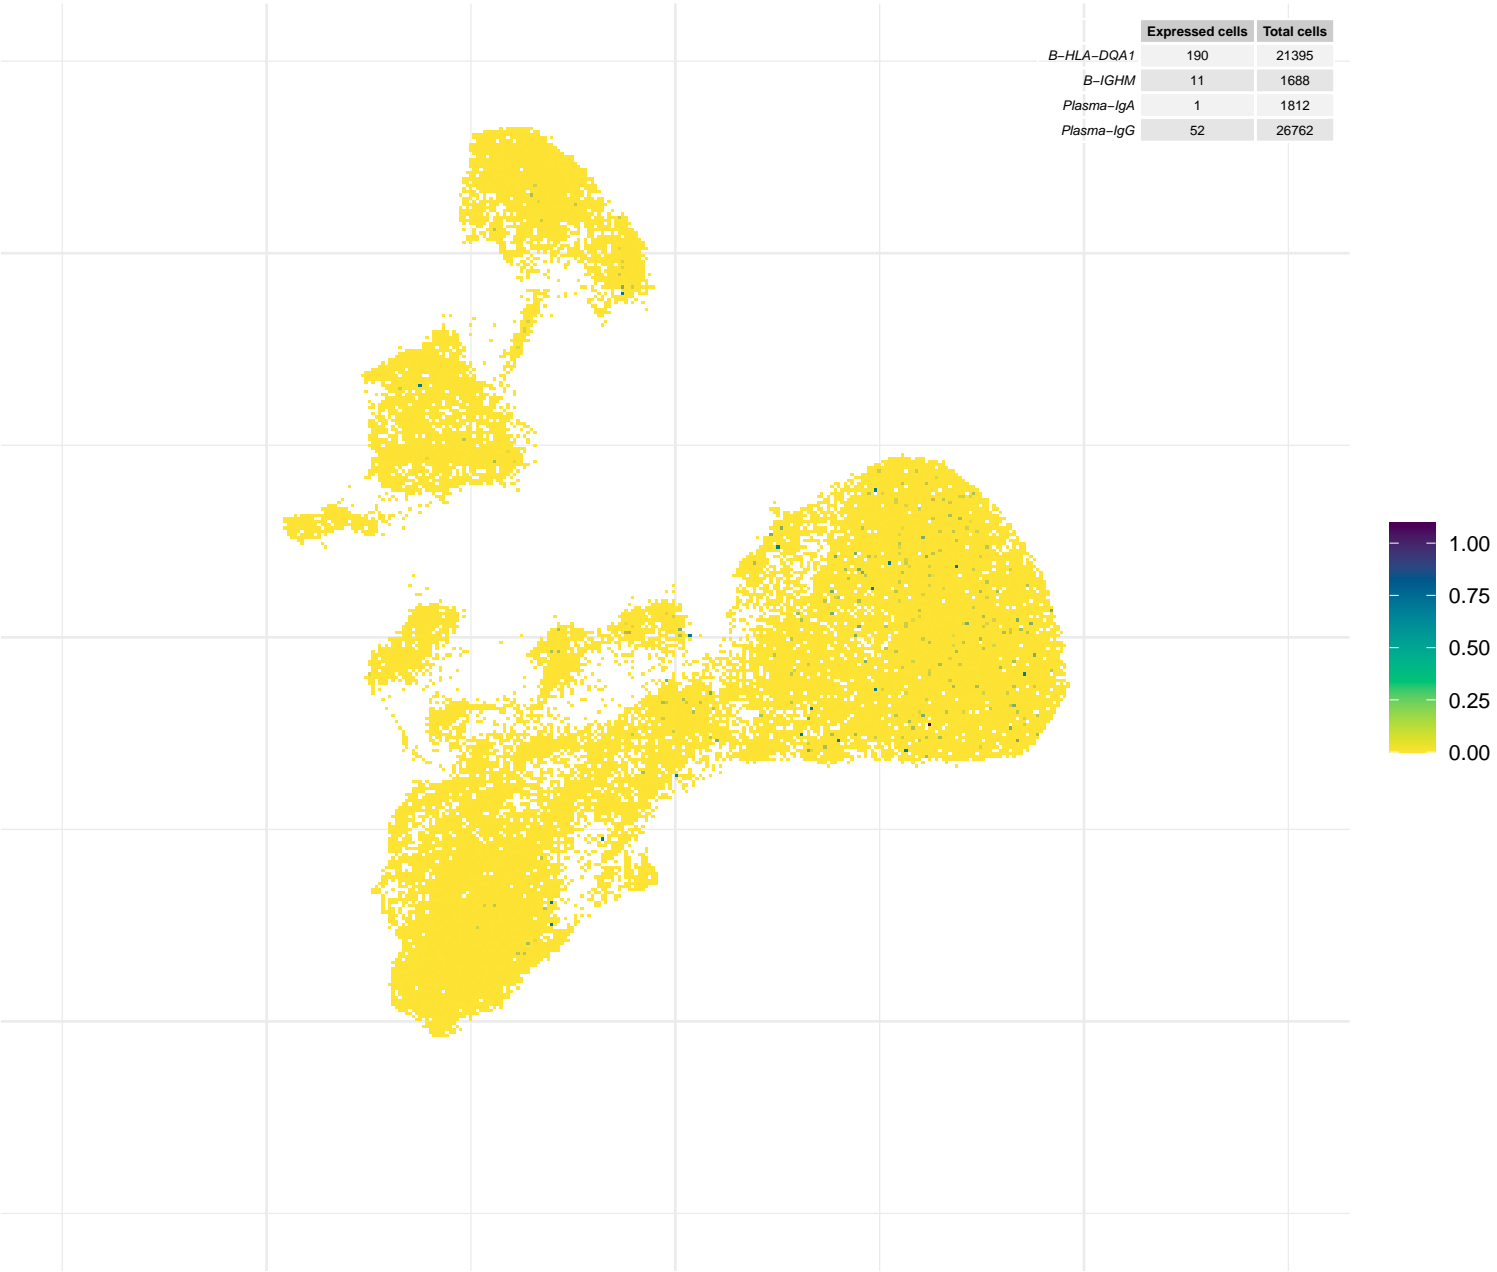 Expressed cells Total cells
B−HLA−DQA1 190 21395
B−IGHM 11 1688
Plasma−IgA 1 1812
Plasma−IgG 52 26762
1.00
0.75
0.50
0.25
0.00